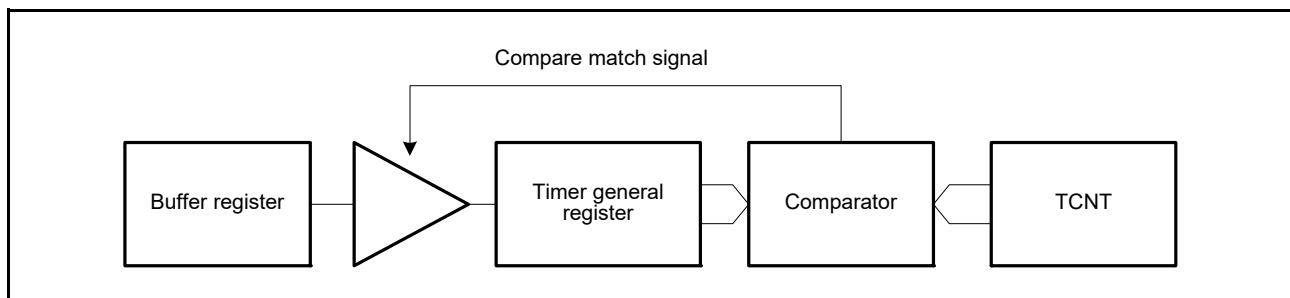 Compare match signal
Buffer register
Timer general
register
Comparator
TCNT